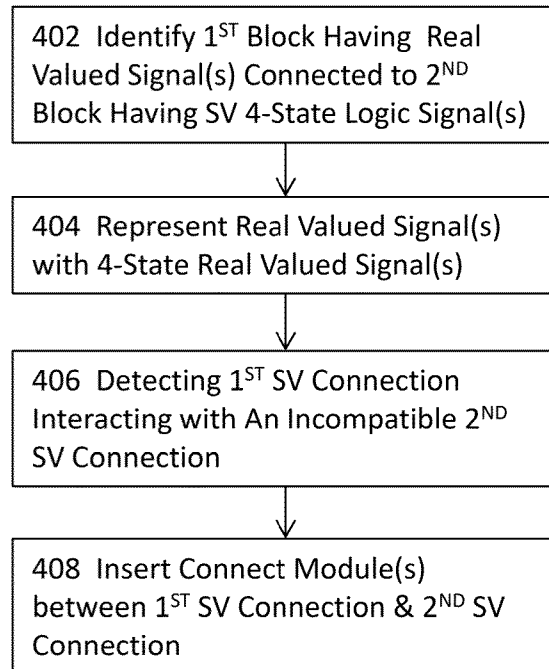 402 Identify 1ST Block Having Real
Valued Signal(s) Connected to 2ND
Block Having SV 4-State Logic Signal(s)
404 Represent Real Valued Signal(s)
with 4-State Real Valued Signal(s)
406 Detecting 1ST SV Connection
Interacting with An Incompatible 2ND
SV Connection
408 Insert Connect Module(s)
between 1ST SV Connection & 2ND SV
Connection